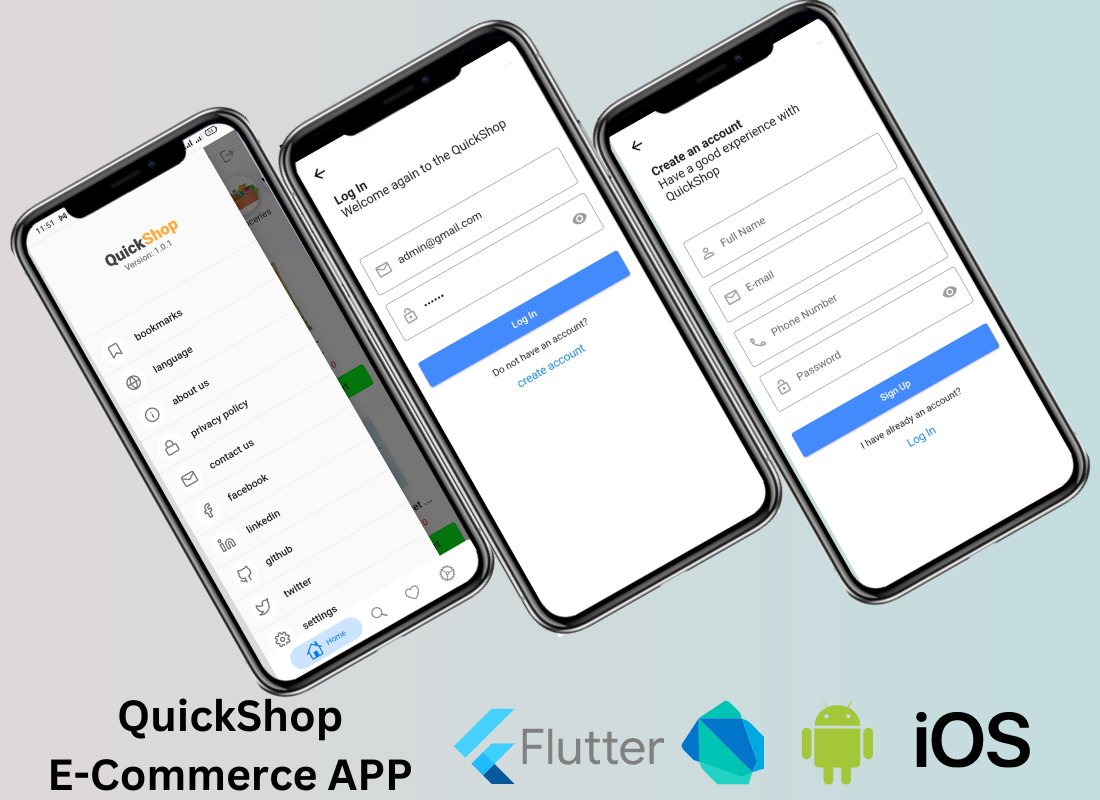 11:51
QuickShop
Version: 1.0.1
bookmarks
language
about us
privacy policy
contact us
facebook
linkedin
github
twitter
settings
Home
Log In
Welcome again to the QuickShop
admin@gmail.com
••••••
Log In
Do not have an account?
create account
Create an account
Have a good experience with
QuickShop
Full Name
E-mail
Phone Number
Password
Sign Up
I have already an account?
Log In
QuickShop
E-Commerce APP
Flutter
iOS